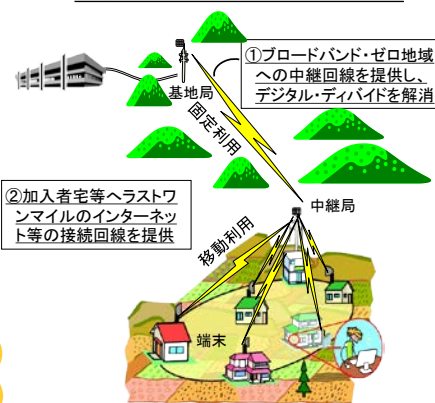 ①ブロードバンド・ゼロ地域
への中継回線を提供し、
デジタル・ディバイドを解消
基地局
固定利用
②加入者宅等へラストワ
ンマイルのインターネッ
ト等の接続回線を提供
中継局
移動利用
端末